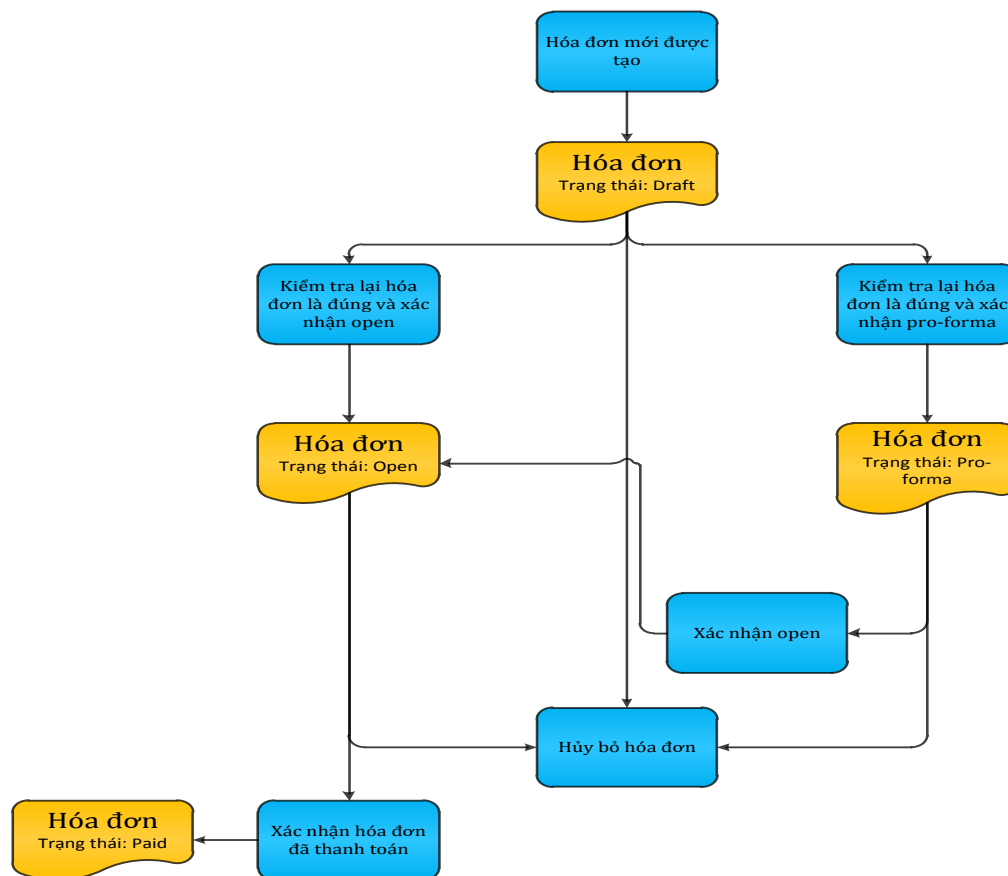 Hóa đơn mới được
tạo
Hóa đơn
Trạng thái: Draft
Kiểm tra lại hóa
đơn là đúng và xác
nhận open
Kiểm tra lại hóa
đơn là đúng và xác
nhận pro-forma
Hóa đơn
Trạng thái: Open
Hóa đơn
Trạng thái: Pro-
forma
Xác nhận open
Hủy bỏ hóa đơn
Hóa đơn
Trạng thái: Paid
Xác nhận hóa đơn
đã thanh toán